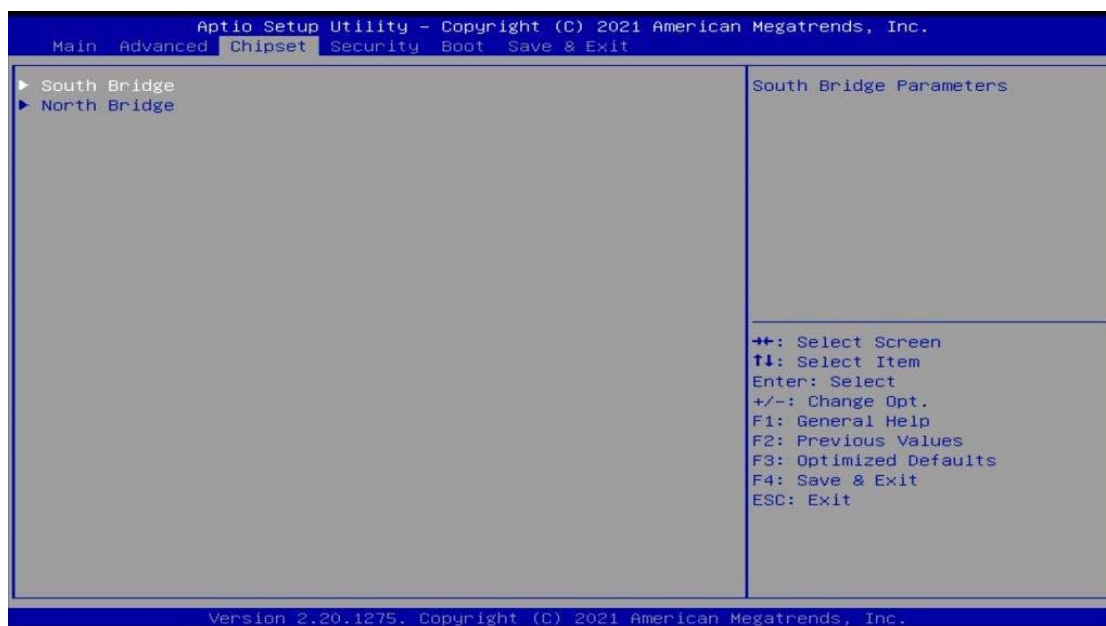 Aptio Setup Utility – Copyright (C) 2021 American Megatrends, Inc.
Main Advanced Chipset Security Boot Save & Exit
► South Bridge
► North Bridge
South Bridge Parameters
→←: Select Screen
↑↓: Select Item
Enter: Select
+/-: Change Opt.
F1: General Help
F2: Previous Values
F3: Optimized Defaults
F4: Save & Exit
ESC: Exit
Version 2.20.1275. Copyright (C) 2021 American Megatrends, Inc.